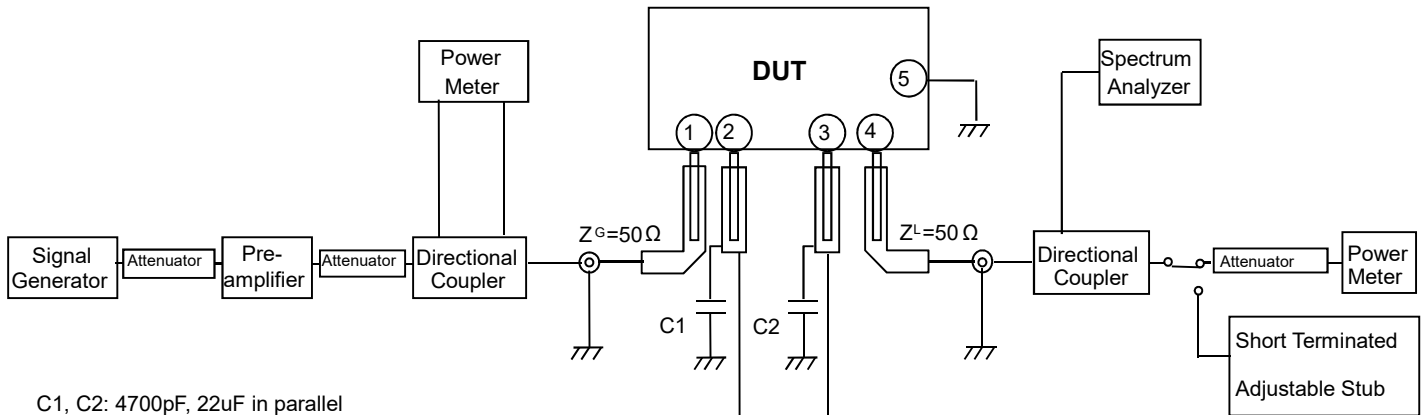 Power
Meter
DUT
5
Spectrum
Analyzer
1
2
3
4
Signal
Generator
Attenuator
Pre-
amplifier
Attenuator
Directional
Coupler
ZG=50Ω
ZL=50Ω
Directional
Coupler
Attenuator
Power
Meter
C1
C2
Short Terminated
Adjustable Stub
C1, C2: 4700pF, 22uF in parallel